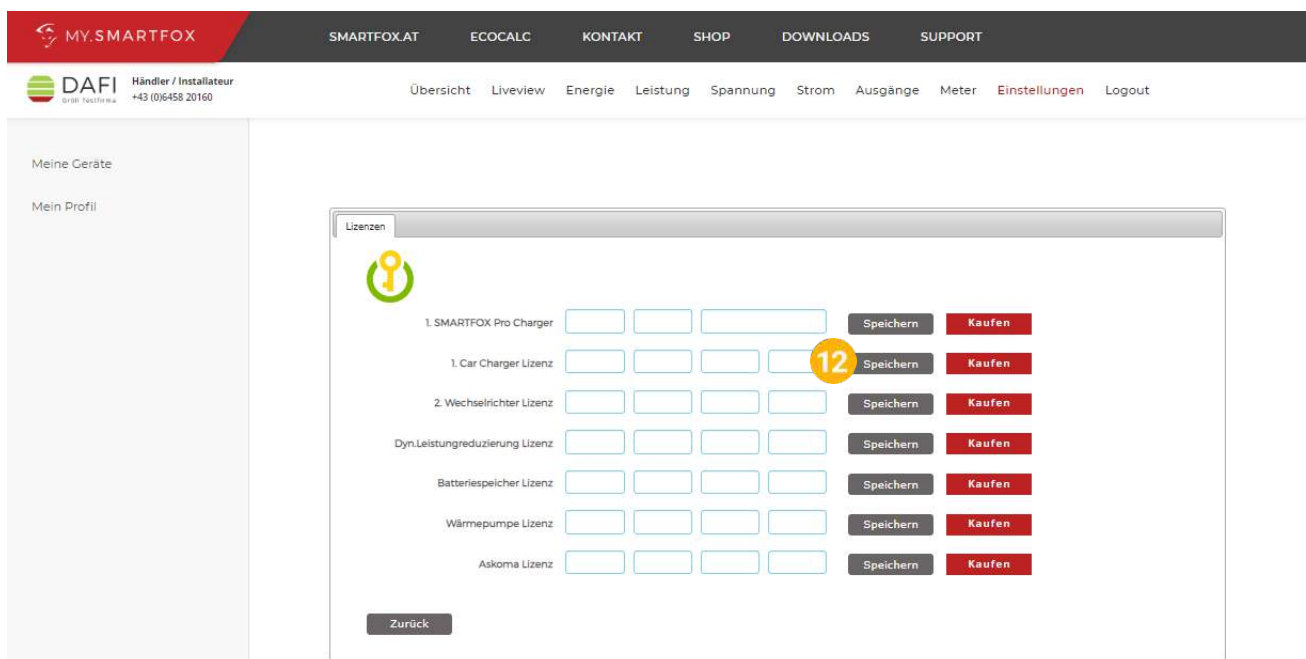 MY.SMARTFOX SMARTFOX.AT ECOCALC KONTAKT SHOP DOWNLOADS SUPPORT
DAFI Händler / Installateur
Größ Testfirma +43 (0)6458 20160
Übersicht Liveview Energie Leistung Spannung Strom Ausgänge Meter Einstellungen Logout
Meine Geräte
Mein Profil
Lizenzen
1. SMARTFOX Pro Charger Speichern Kaufen
1. Car Charger Lizenz 12 Speichern Kaufen
2. Wechselrichter Lizenz Speichern Kaufen
Dyn.Leistungreduzierung Lizenz Speichern Kaufen
Batteriespeicher Lizenz Speichern Kaufen
Wärmepumpe Lizenz Speichern Kaufen
Askoma Lizenz Speichern Kaufen
Zurück